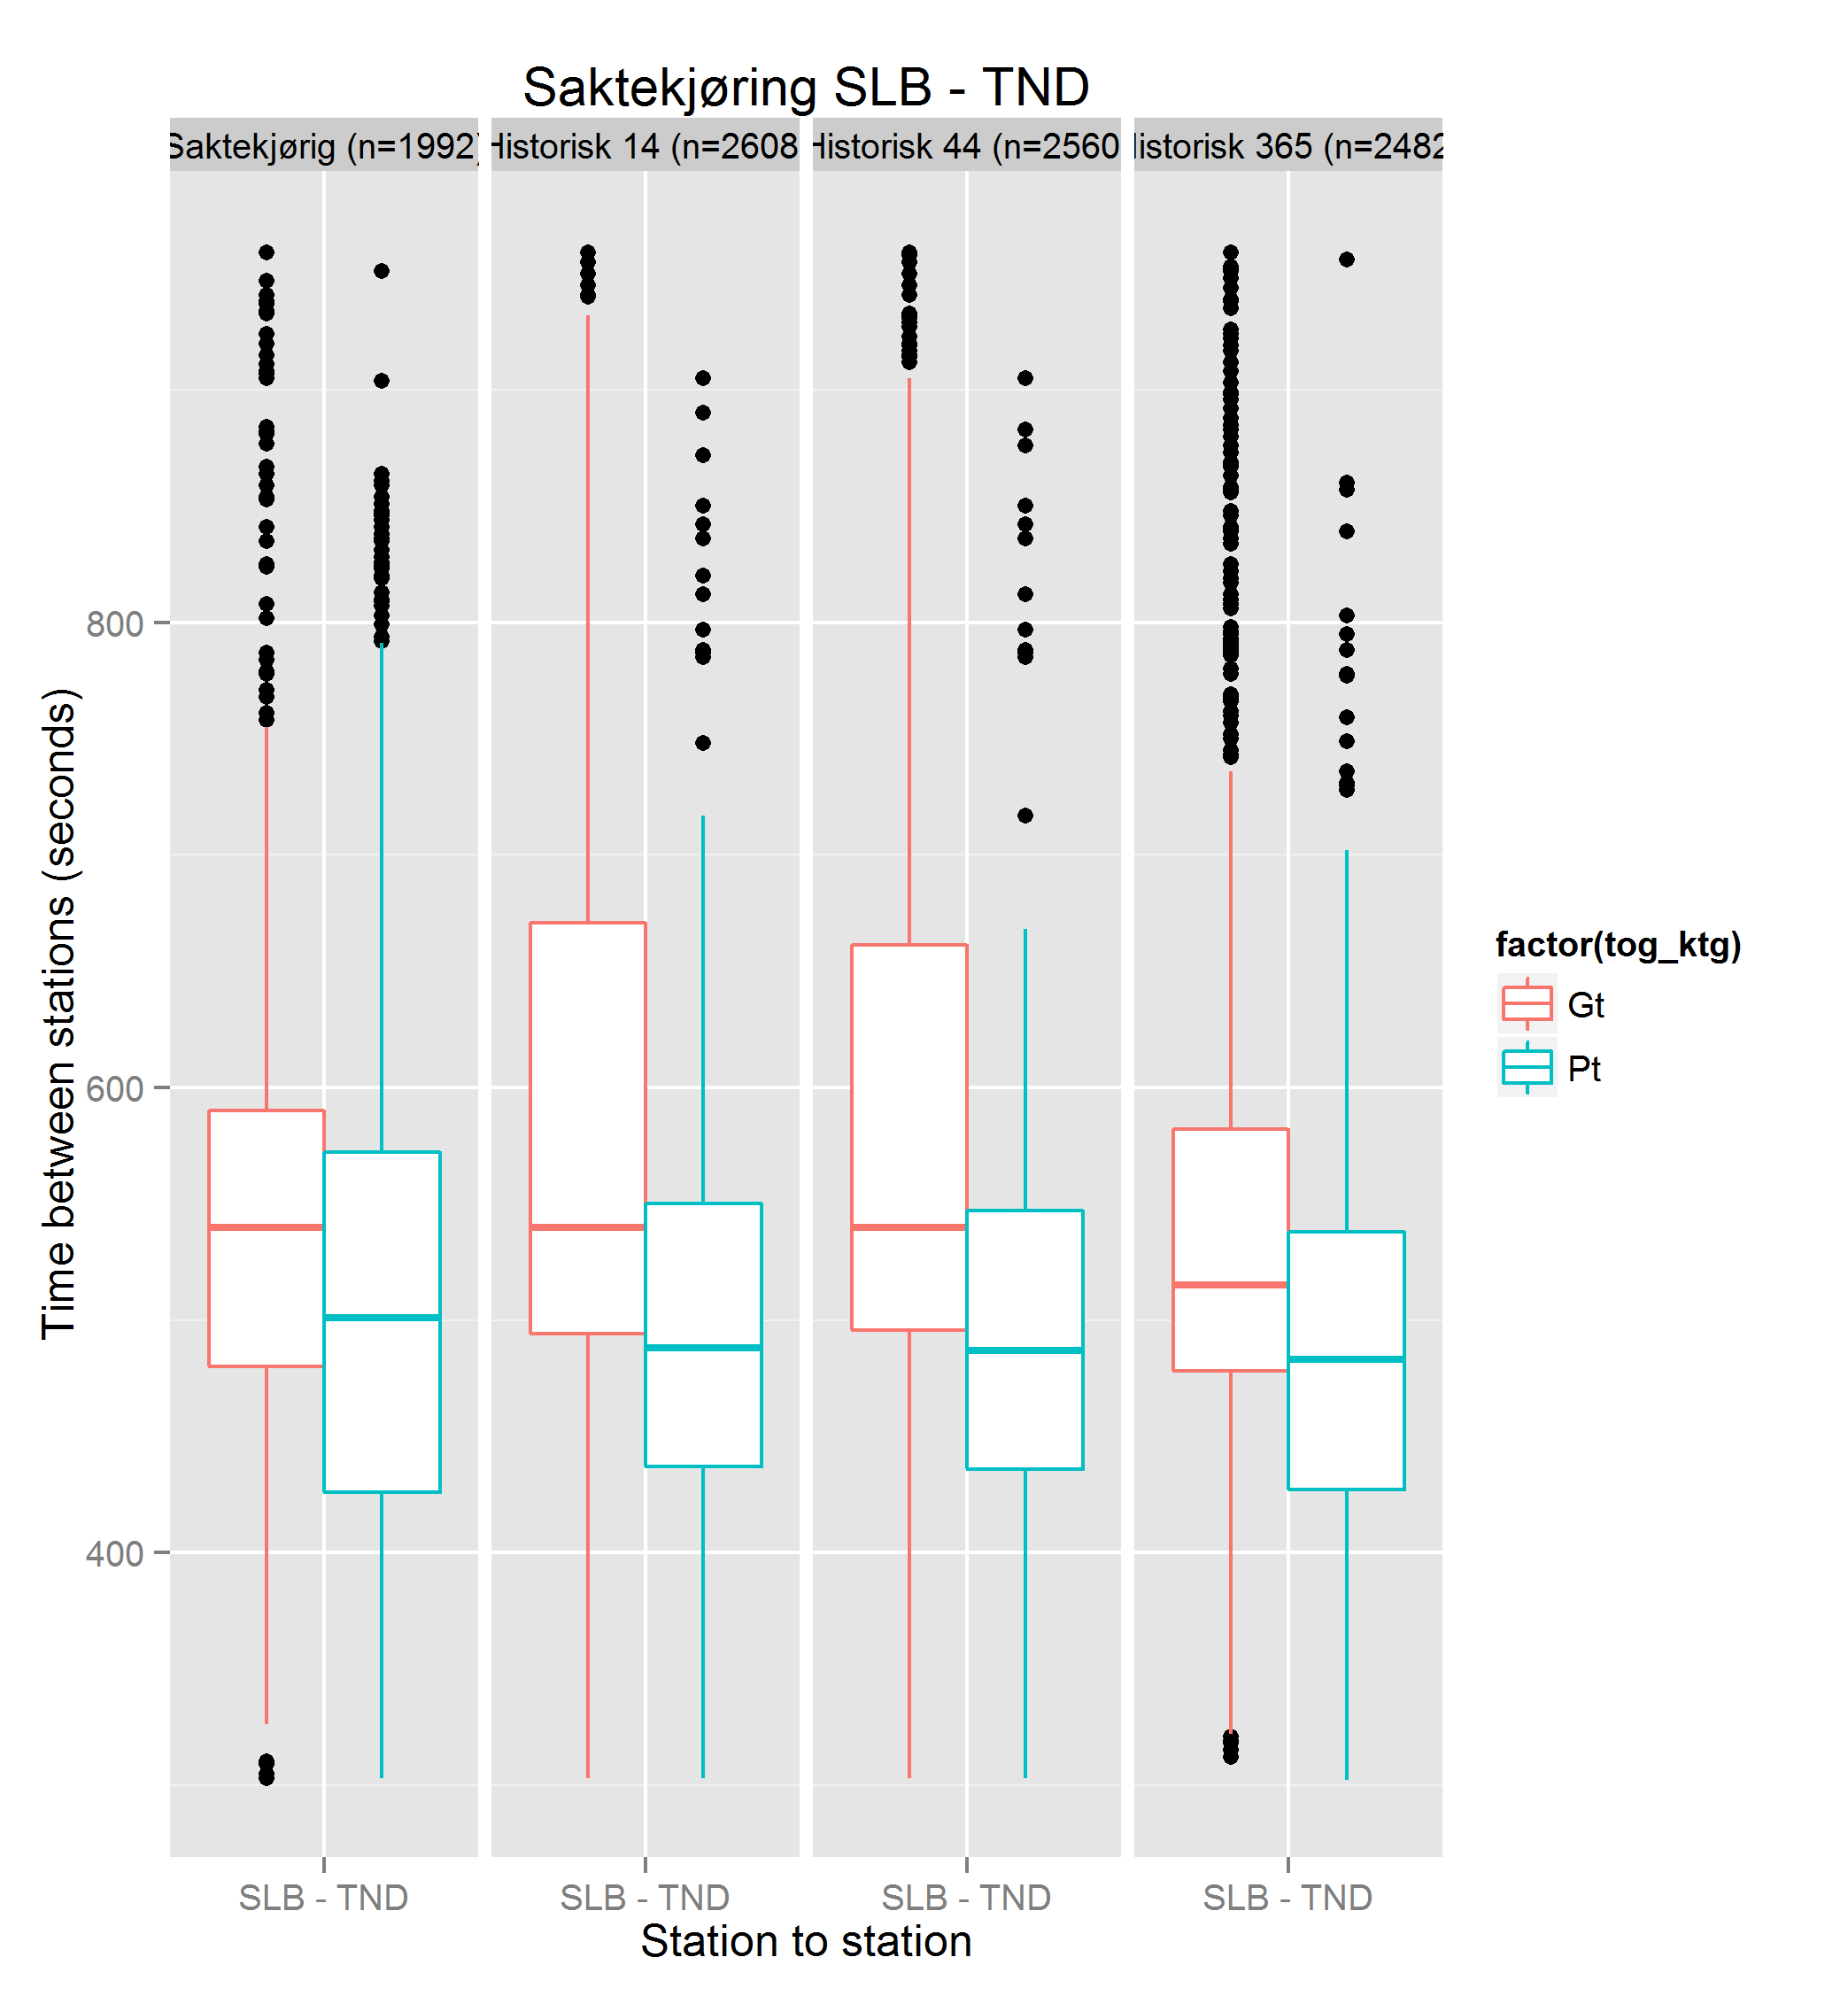 Saktekjøring SLB - TND
Saktekjørig (n=1992)
Historisk 14 (n=2608
Historisk 44 (n=2560
istorisk 365 (n=2482
Time between stations (seconds)
800
600
400
SLB - TND
SLB - TND
SLB - TND
SLB - TND
Station to station
factor(tog_ktg)
Gt
Pt